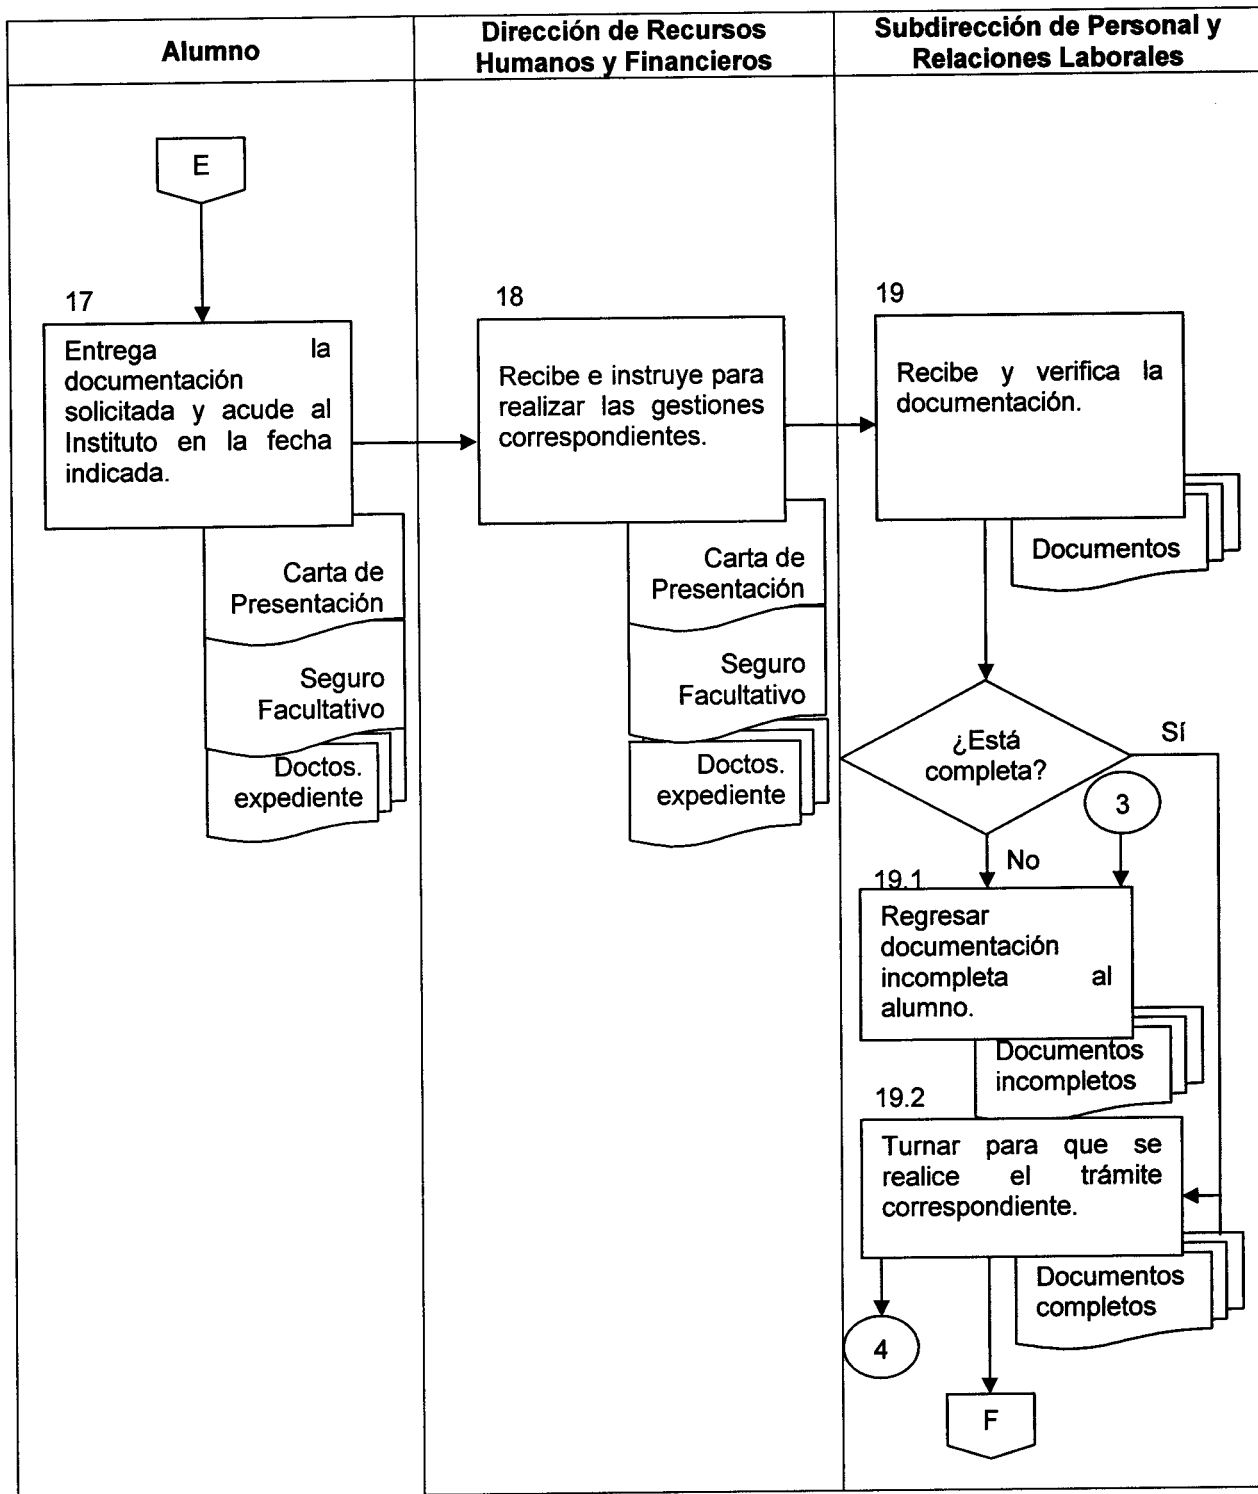 Alumno
Dirección de Recursos
Humanos y Financieros
Subdirección de Personal y
Relaciones Laborales
E
17
Entrega la
documentación
solicitada y acude al
Instituto en la fecha
indicada.
Carta de
Presentación
Seguro
Facultativo
Doctos.
expediente
18
Recibe e instruye para
realizar las gestiones
correspondientes.
Carta de
Presentación
Seguro
Facultativo
Doctos.
expediente
19
Recibe y verifica la
documentación.
Documentos
¿Está
completa?
Sí
3
No
19.1
Regresar
documentación
incompleta al
alumno.
Documentos
incompletos
19.2
Turnar para que se
realice el trámite
correspondiente.
Documentos
completos
4
F